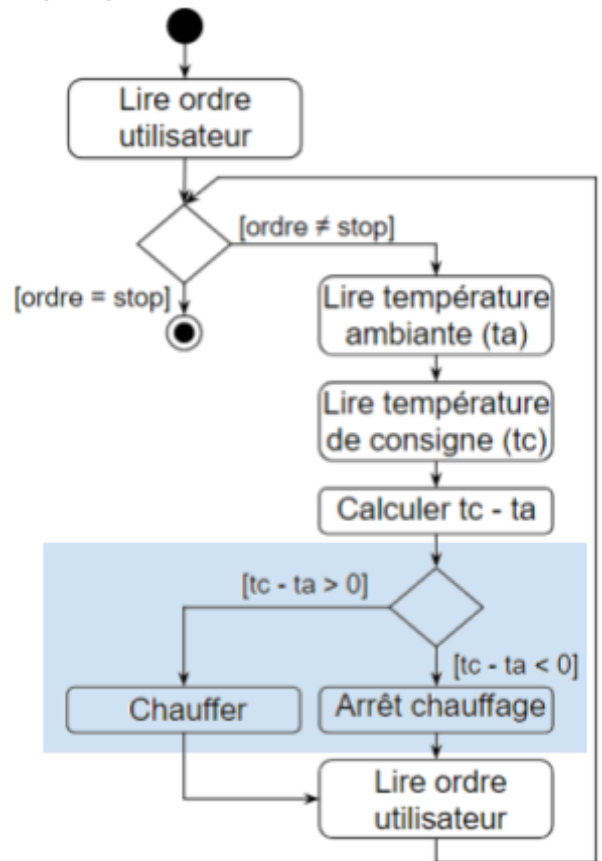 Lire ordre
utilisateur
[ordre ≠ stop]
[ordre = stop]
Lire température
ambiante (ta)
Lire température
de consigne (tc)
Calculer tc - ta
[tc - ta > 0]
[tc - ta < 0]
Chauffer
Arrêt chauffage
Lire ordre
utilisateur